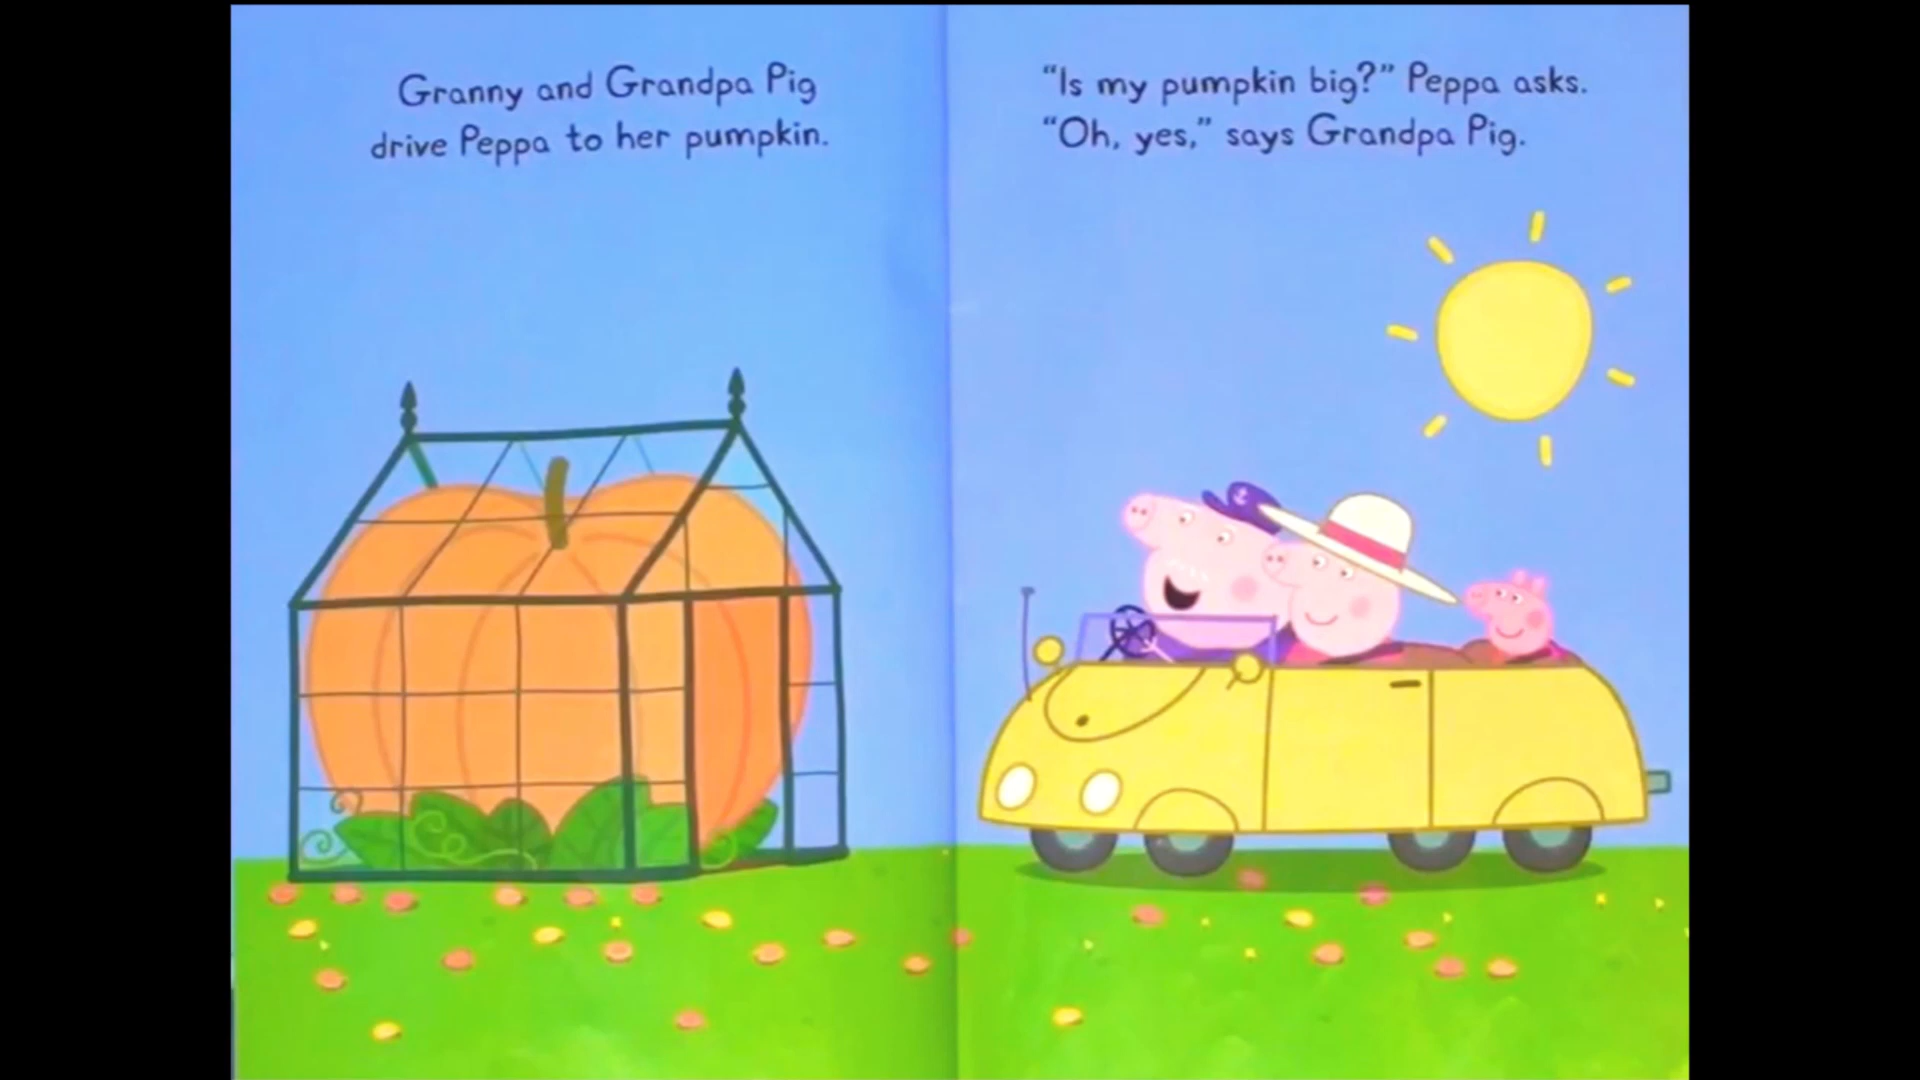 Granny and Grandpa Pig
drive Peppa to her pumpkin.
“Is my pumpkin big?” Peppa asks.
“Oh, yes,” says Grandpa Pig.